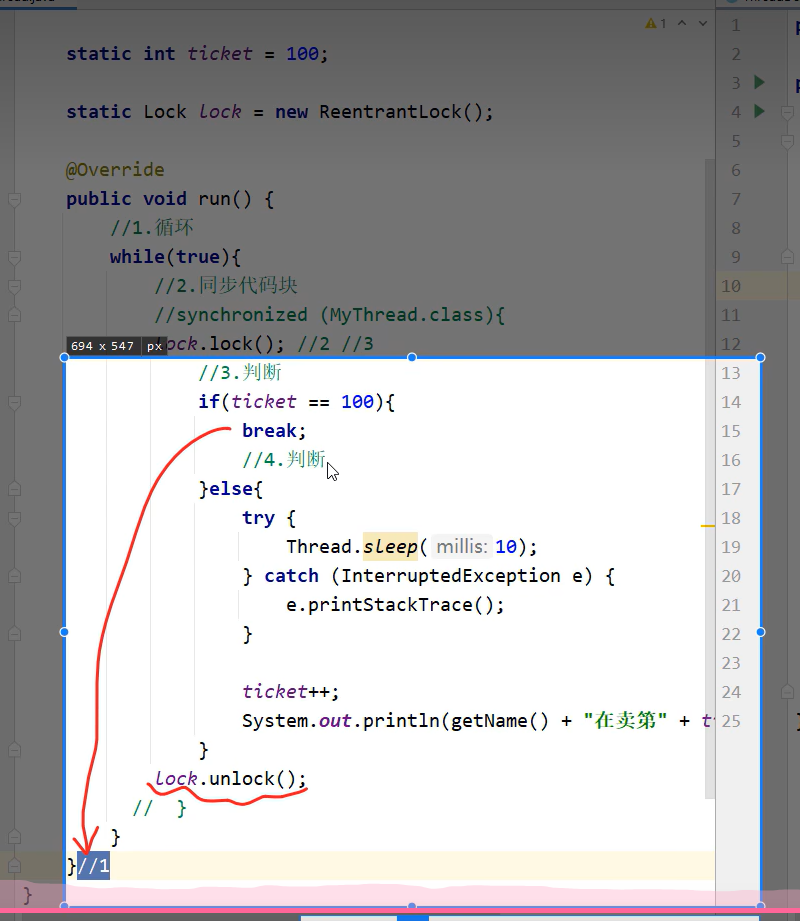 1
static int ticket = 100;
static Lock lock = new ReentrantLock();
@Override
public void run() {
//1.循环
while(true){
//2.同步代码块
//synchronized (MyThread.class){
694 x 547 px
ock.lock(); //2 //3
//3.判断
if(ticket == 100){
break;
//4.判断
}else{
try {
Thread.sleep( millis: 10);
} catch (InterruptedException e) {
e.printStackTrace();
}
ticket++;
System.out.println(getName() + "在卖第" + t
}
lock.unlock();
// }
}
}//1
}
1
2
3
4
5
6
7
8
9
10
11
12
13
14
15
16
17
18
19
20
21
22
23
24
25